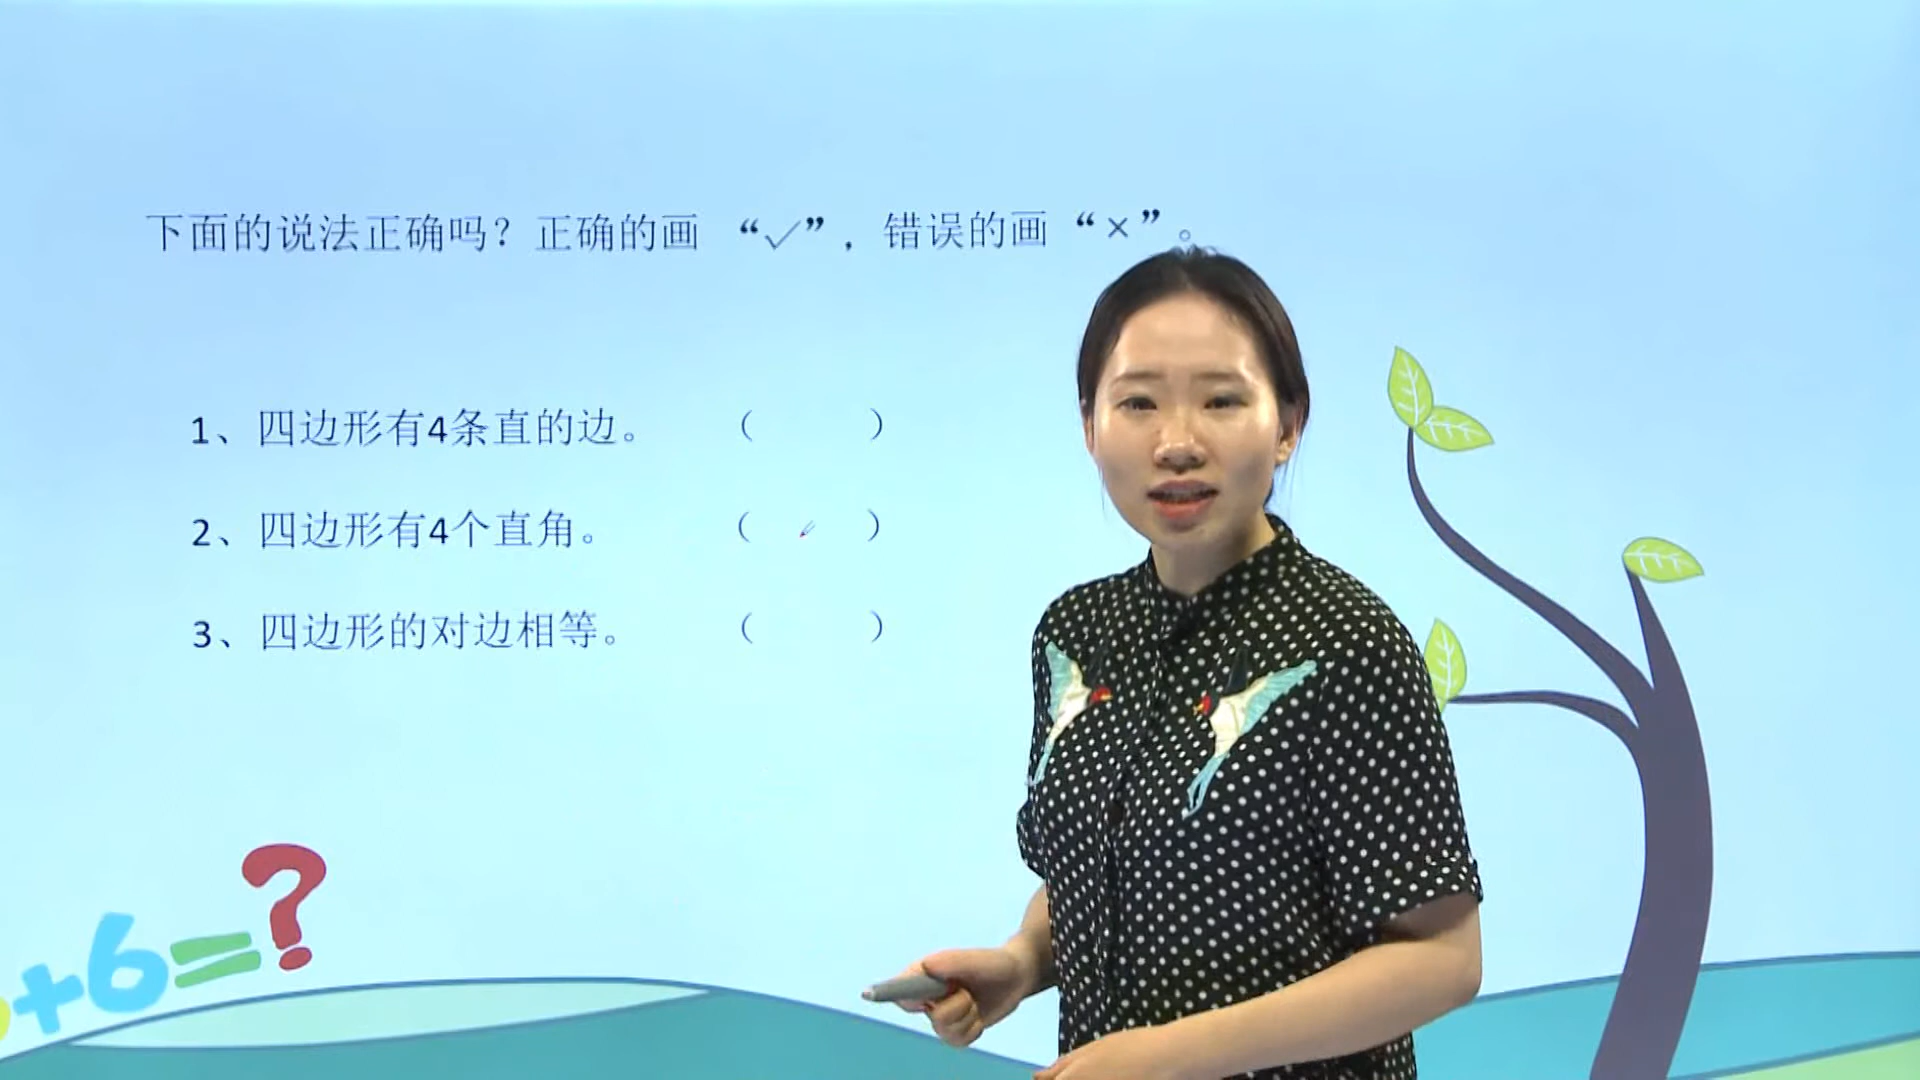 下面的说法正确吗？正确的画 “✓”，错误的画“×”。
1、四边形有4条直的边。 （ ）
2、四边形有4个直角。 （ ）
3、四边形的对边相等。 （ ）
+6=?